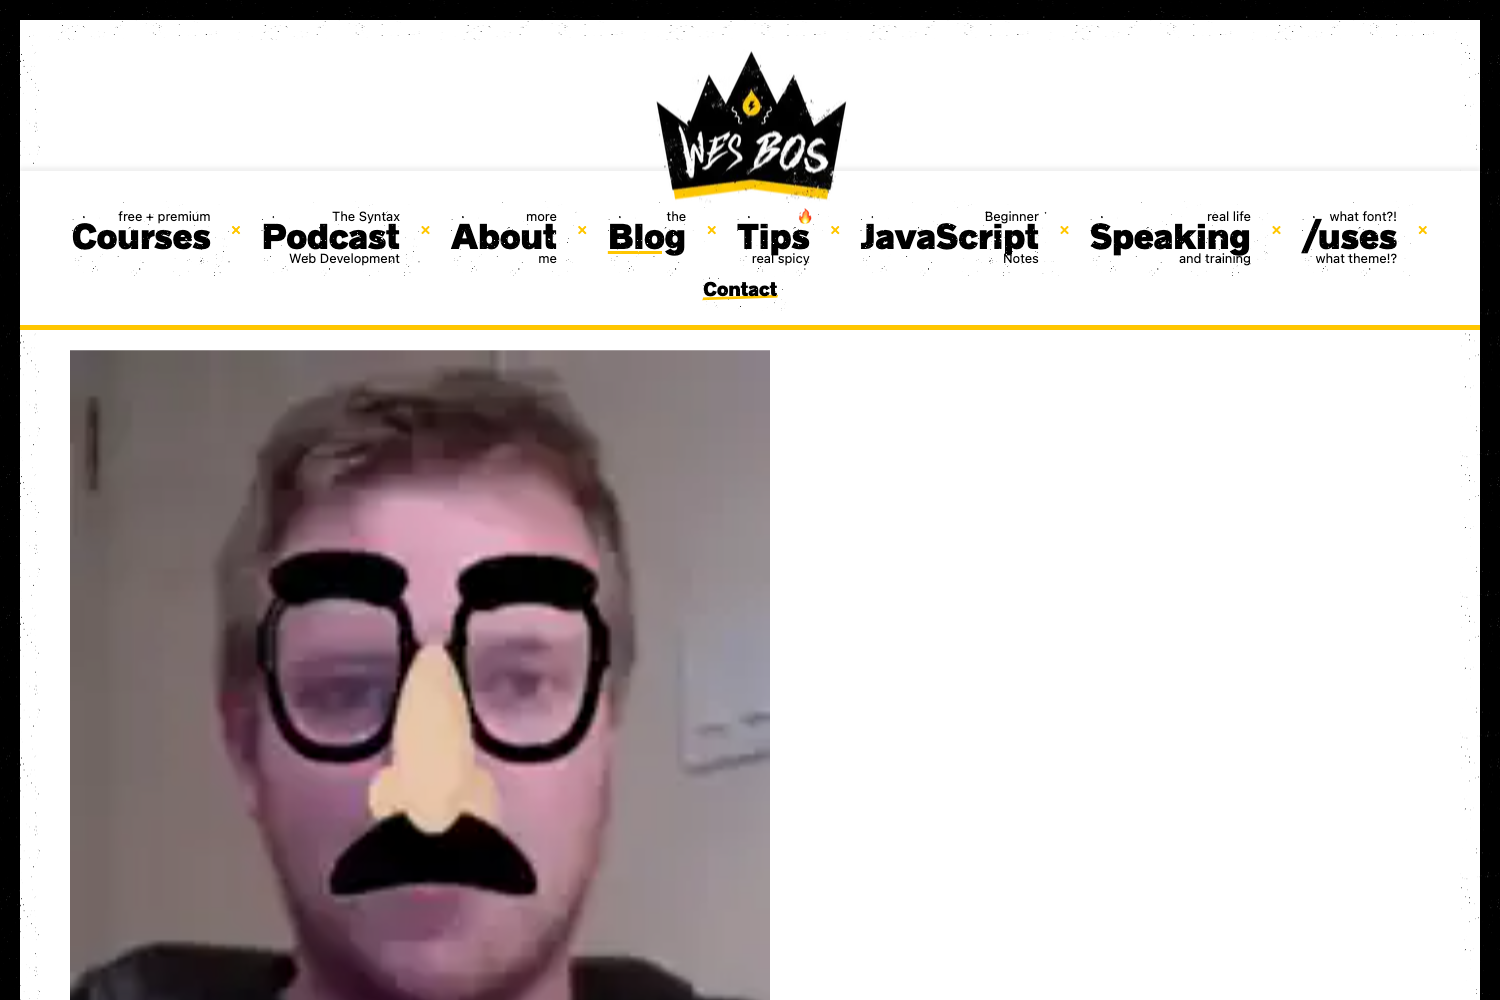 WES BOS
free + premium
Courses
The Syntax
Podcast
Web Development
more
About
me
the
Blog
Tips
real spicy
Beginner
JavaScript
Notes
real life
Speaking
and training
what font?!
/uses
what theme!?
Contact